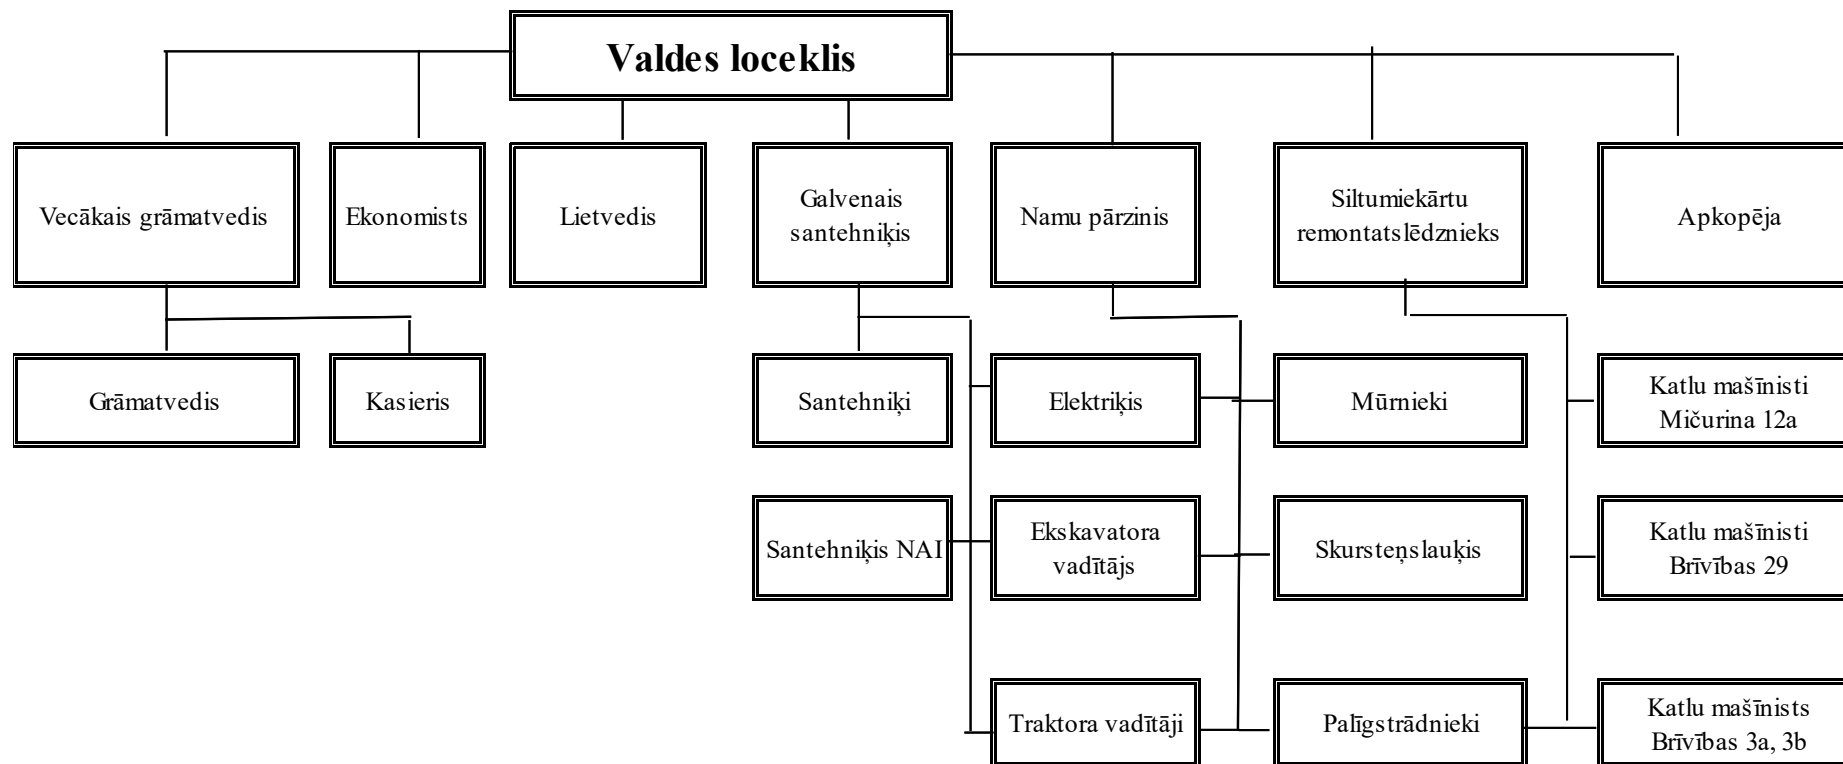 Valdes loceklis
Vecākais grāmatvedis
Ekonomists
Lietvedis
Galvenais
santehniķis
Namu pārzinis
Siltumiekārtu
remontatslēdznieks
Apkopēja
Grāmatvedis
Kasieris
Santehniķi
Elektriķis
Mūrnieki
Katlu mašīnisti
Mičurina 12a
Santehniķis NAI
Ekskavatora
vadītājs
Skursteņslauķis
Katlu mašīnisti
Brīvības 29
Traktora vadītāji
Palīgstrādnieki
Katlu mašīnists
Brīvības 3a, 3b